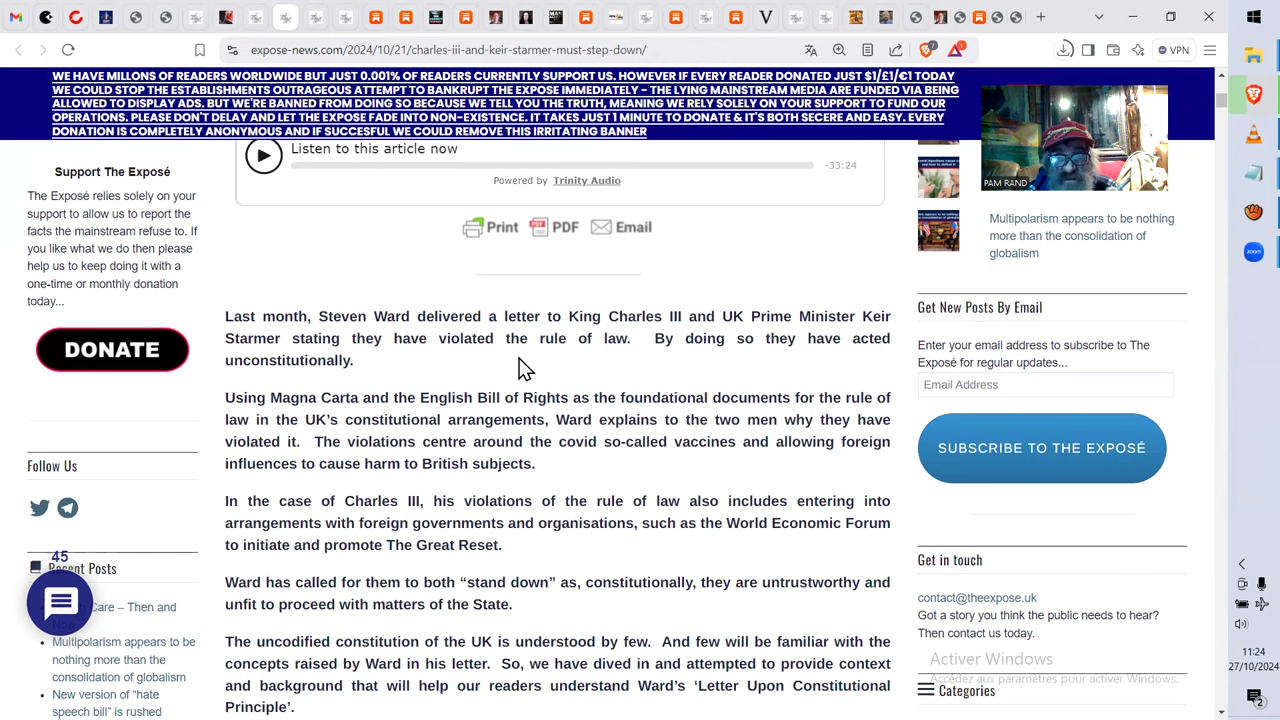 expose-news.com/2024/10/21/charles-iii-and-keir-starmer-must-step-down/
VPN
WE HAVE MILLONS OF READERS WORLDWIDE BUT JUST 0.001% OF READERS CURRENTLY SUPPORT US. HOWEVER IF EVERY READER DONATED JUST $1/£1/€1 TODAY
WE COULD STOP THE ESTABLISHMENTS OUTRAGEOUS ATTEMPT TO BANKRUPT THE EXPOSE IMMEDIATELY - THE LYING MAINSTREAM MEDIA ARE FUNDED VIA BEING
ALLOWED TO DISPLAY ADS. BUT WE'RE BANNED FROM DOING SO BECAUSE WE TELL YOU THE TRUTH, MEANING WE RELY SOLELY ON YOUR SUPPORT TO FUND OUR
OPERATIONS. PLEASE DON'T DELAY AND LET THE EXPOSE FADE INTO NON-EXISTENCE. IT TAKES JUST 1 MINUTE TO DONATE & IT'S BOTH SECERE AND EASY. EVERY
DONATION IS COMPLETELY ANONYMOUS AND IF SUCCESFUL WE COULD REMOVE THIS IRRITATING BANNER
PAM RAND
Support The Exposé
The Exposé relies solely on your
support to allow us to report the
facts the mainstream refuse to. If
you like what we do then please
help us to keep doing it with a
one-time or monthly donation
today...
DONATE
Follow Us
45
Recent Posts
Care – Then and
Now
Multipolarism appears to be
nothing more than the
consolidation of globalism
New version of "hate
speech bill" is rushed
Listen to this article now
-33:24
Powered by Trinity Audio
Print PDF Email
Last month, Steven Ward delivered a letter to King Charles III and UK Prime Minister Keir
Starmer stating they have violated the rule of law. By doing so they have acted
unconstitutionally.
Using Magna Carta and the English Bill of Rights as the foundational documents for the rule of
law in the UK's constitutional arrangements, Ward explains to the two men why they have
violated it. The violations centre around the covid so-called vaccines and allowing foreign
influences to cause harm to British subjects.
In the case of Charles III, his violations of the rule of law also includes entering into
arrangements with foreign governments and organisations, such as the World Economic Forum
to initiate and promote The Great Reset.
Ward has called for them to both “stand down” as, constitutionally, they are untrustworthy and
unfit to proceed with matters of the State.
The uncodified constitution of the UK is understood by few. And few will be familiar with the
concepts raised by Ward in his letter. So, we have dived in and attempted to provide context
and background that will help our readers understand Ward's ‘Letter Upon Constitutional
Principle’.
Multipolarism appears to be nothing
more than the consolidation of
globalism
Get New Posts By Email
Enter your email address to subscribe to The
Exposé for regular updates...
Email Address
SUBSCRIBE TO THE EXPOSÉ
Get in touch
contact@theexpose.uk
Got a story you think the public needs to hear?
Then contact us today.
Activer Windows
Accédez aux paramètres pour activer Windows.
Categories
zoom
11:24
27/10/2024
2